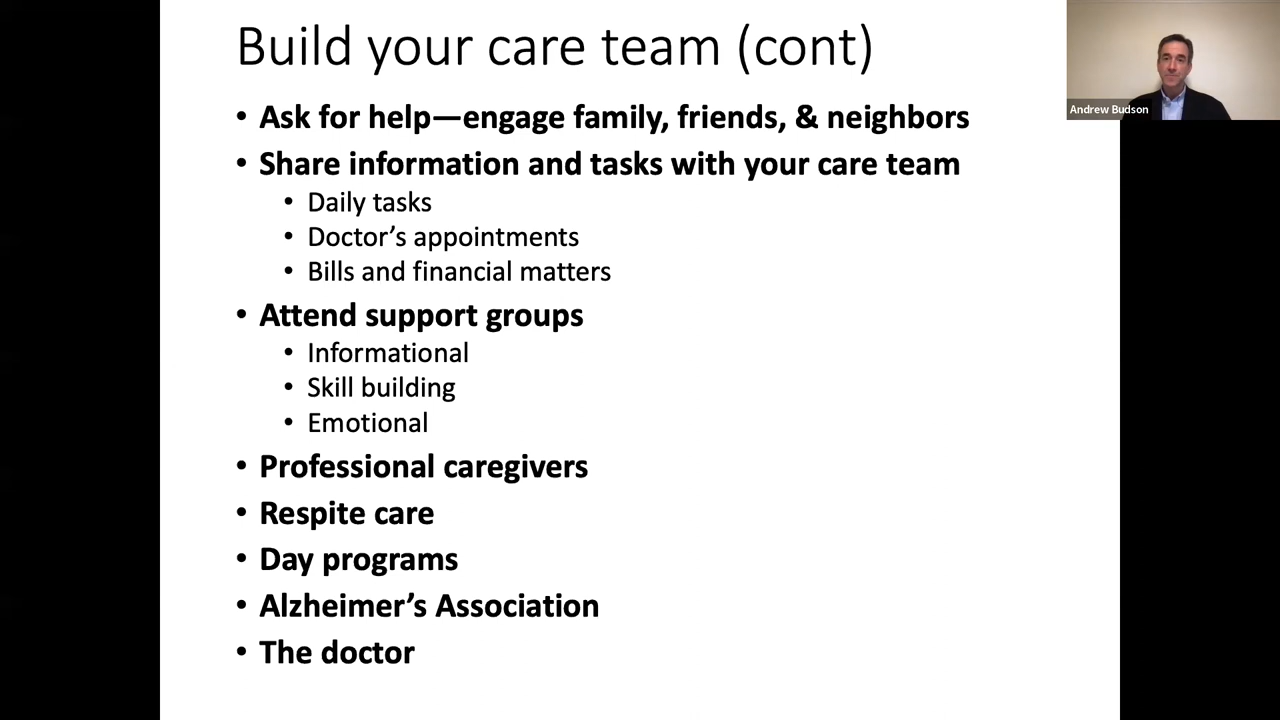 Build your care team (cont)
Andrew Budson
• Ask for help—engage family, friends, & neighbors
• Share information and tasks with your care team
• Daily tasks
• Doctor’s appointments
• Bills and financial matters
• Attend support groups
• Informational
• Skill building
• Emotional
• Professional caregivers
• Respite care
• Day programs
• Alzheimer’s Association
• The doctor